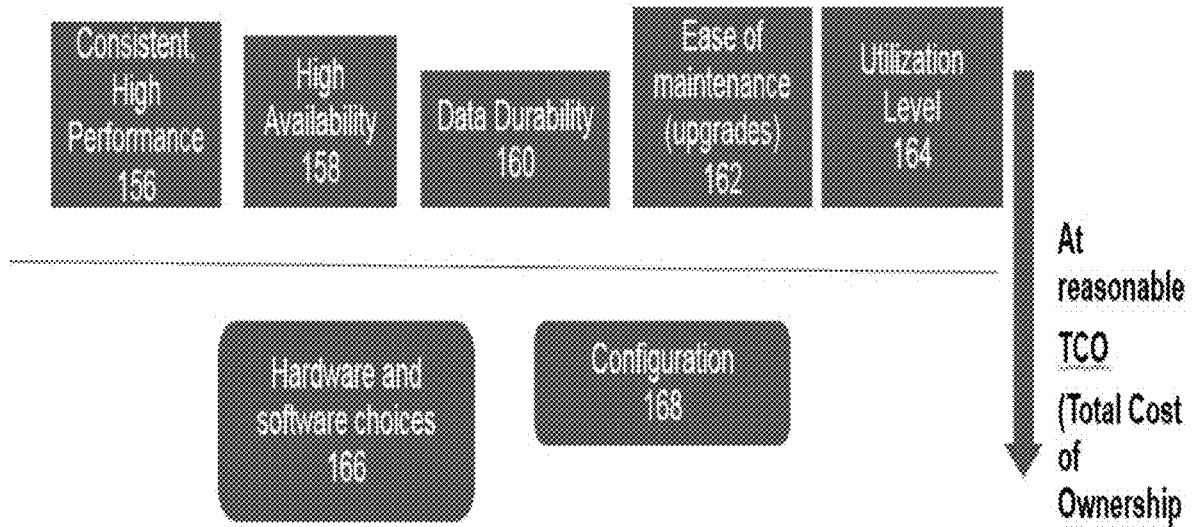 Consistent,
High
Performance
156
High
Availability
158
Data Durability
160
Ease of
maintenance
(upgrades)
162
Utilization
Level
164
At
reasonable
TCO
(Total Cost
of
Ownership
Hardware and
software choices
166
Configuration
168